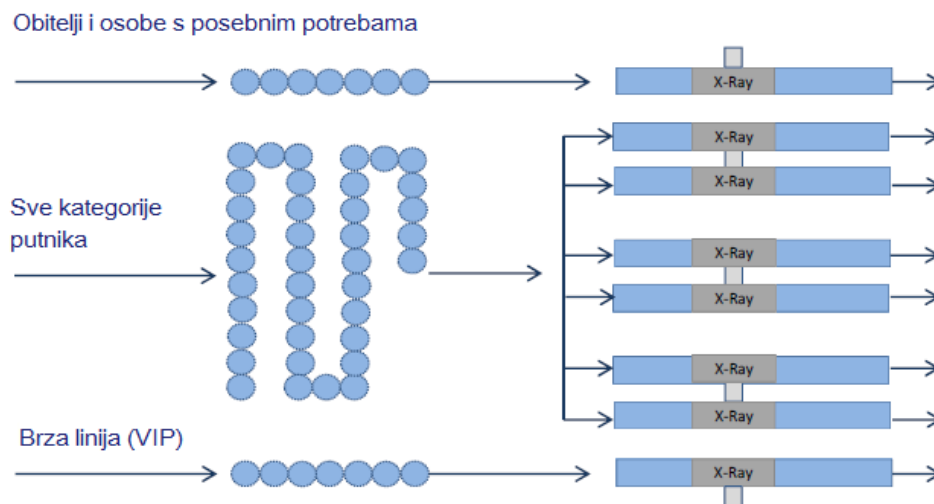 Obitelji i osobe s posebnim potrebama
X-Ray
X-Ray
X-Ray
Sve kategorije
putnika
X-Ray
X-Ray
X-Ray
X-Ray
Brza linija (VIP)
X-Ray